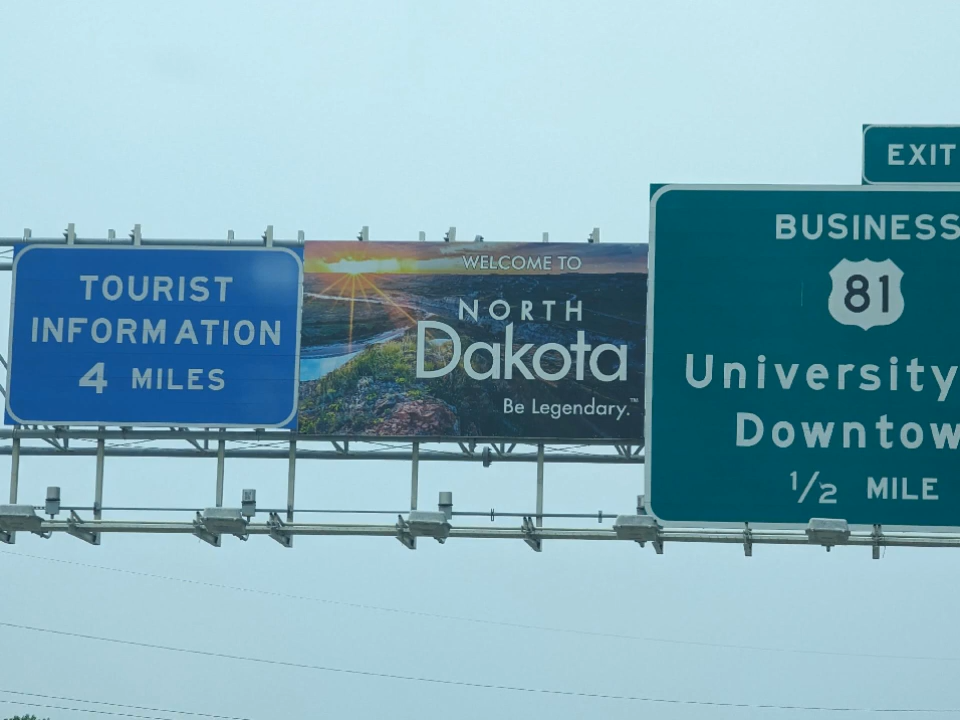 TOURIST
INFORMATION
4 MILES
WELCOME TO
NORTH
Dakota
Be Legendary.™
EXIT
BUSINESS
81
University
Downtow
1/2 MILE